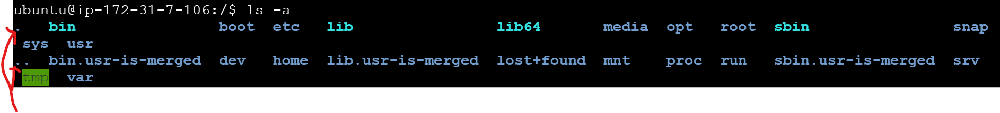 ubuntu@ip-172-31-7-106:/$ ls -a
.   bin                boot  etc   lib                lib64       media  opt   root  sbin                snap
 sys  usr
..  bin.usr-is-merged  dev   home  lib.usr-is-merged  lost+found  mnt    proc  run   sbin.usr-is-merged  srv
 tmp  var